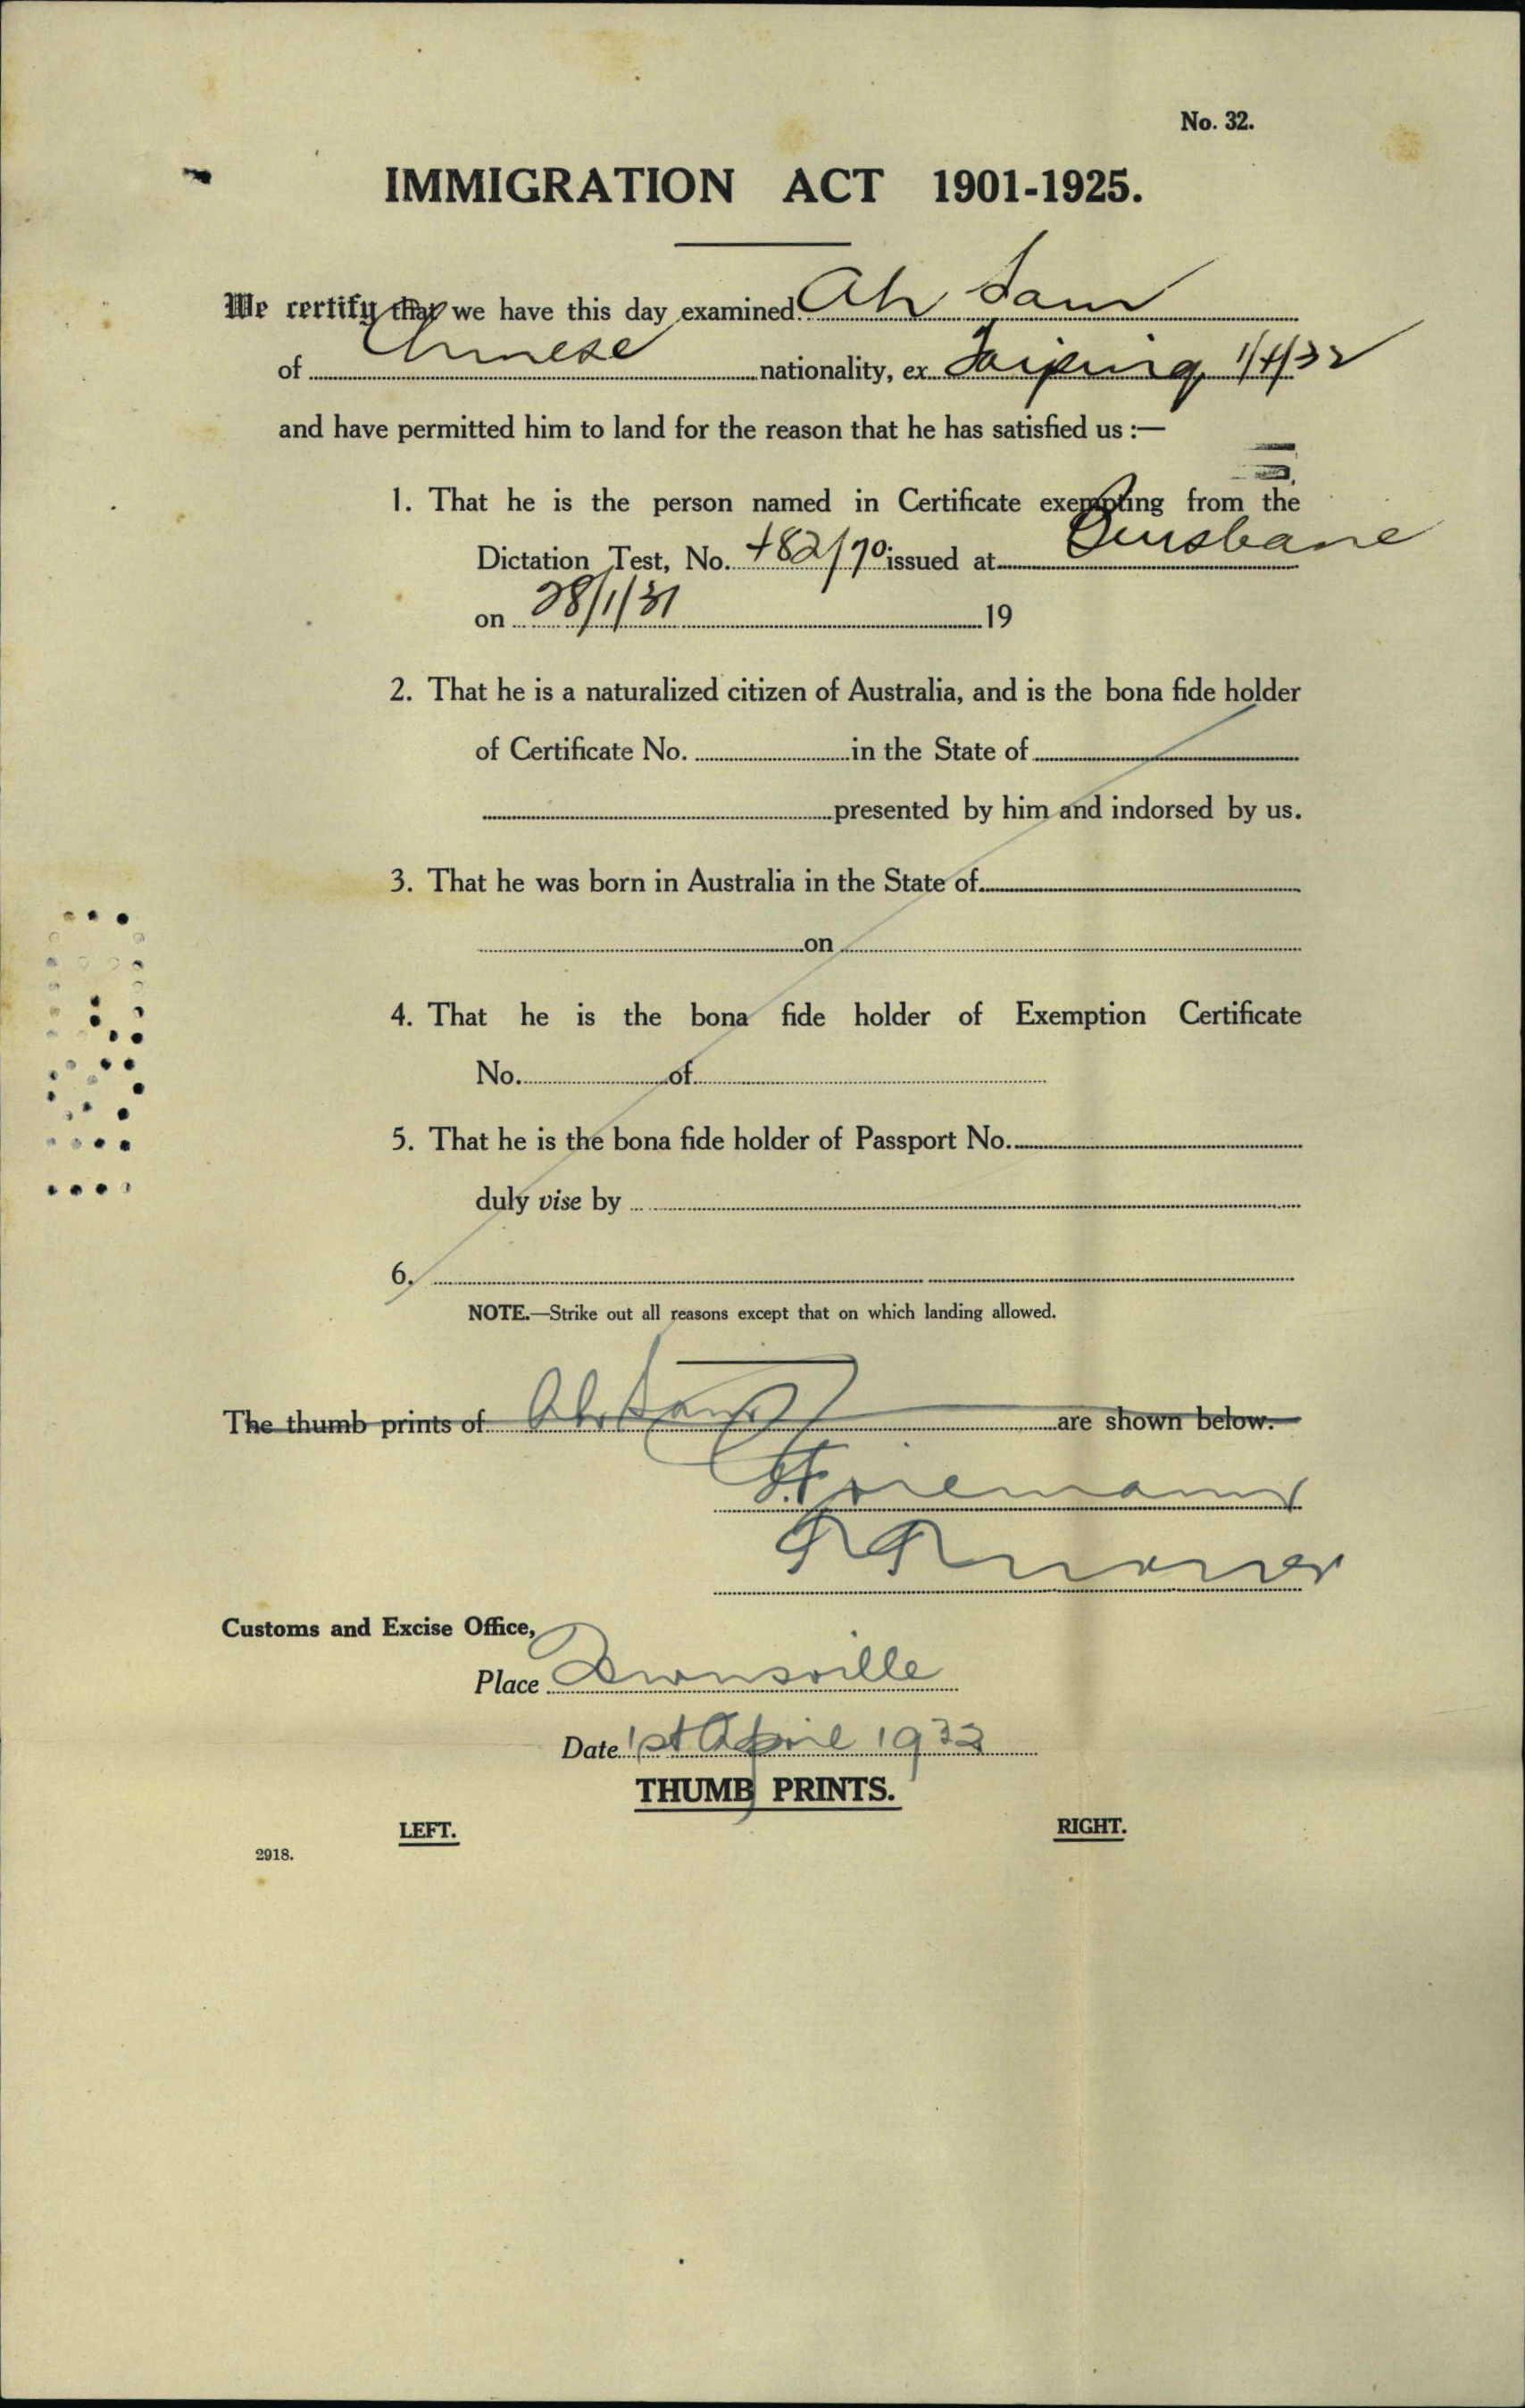 No. 32.
IMMIGRATION ACT 1901-1925.
We certify that we have this day examined Ah Sam
of Chinese nationality, ex Taiping 1/4/32
and have permitted him to land for the reason that he has satisfied us :—
1. That he is the person named in Certificate exempting from the
Dictation Test, No. 482/70 issued at Brisbane
on 28/1/31 19
2. That he is a naturalized citizen of Australia, and is the bona fide holder
of Certificate No. in the State of
presented by him and indorsed by us.
3. That he was born in Australia in the State of
on
4. That he is the bona fide holder of Exemption Certificate
No. of
5. That he is the bona fide holder of Passport No.
duly vise by
6.
NOTE.—Strike out all reasons except that on which landing allowed.
The thumb prints of Ah Sam are shown below.
Customs and Excise Office,
Place Townsville
Date 1st April 1932
THUMB PRINTS.
LEFT. RIGHT.
2918.